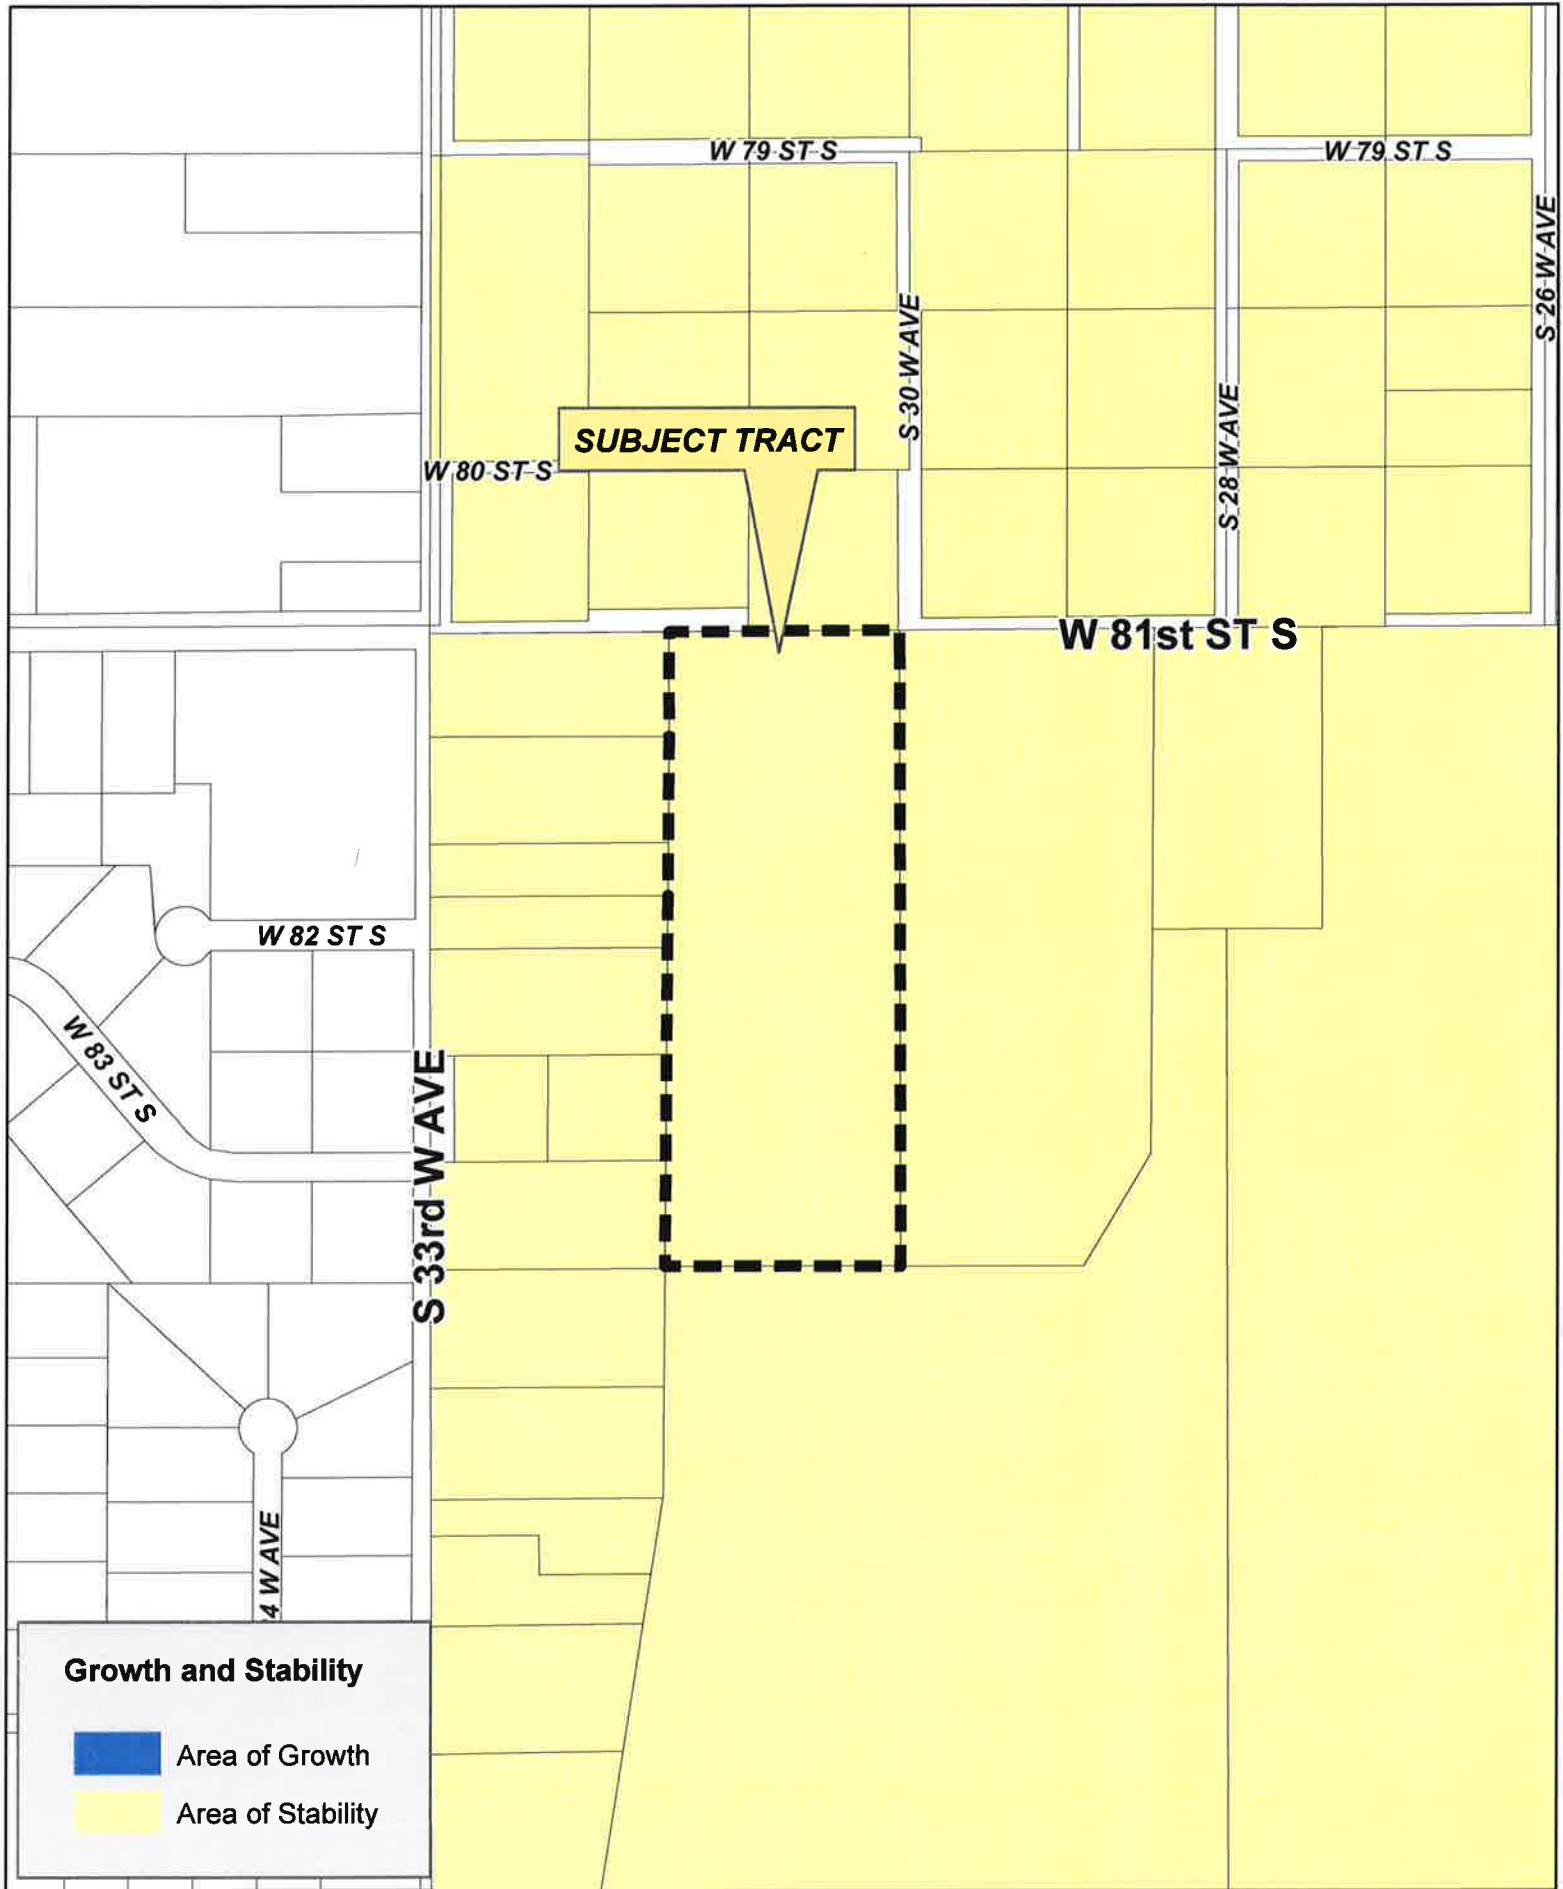 W 79 ST S
W 79 ST S
S 26 W AVE
S 30 W AVE
S 28 W AVE
SUBJECT TRACT
W 80 ST S
W 81st ST S
W 82 ST S
W 83 ST S
S 33rd W AVE
4 W AVE
Growth and Stability
Area of Growth
Area of Stability